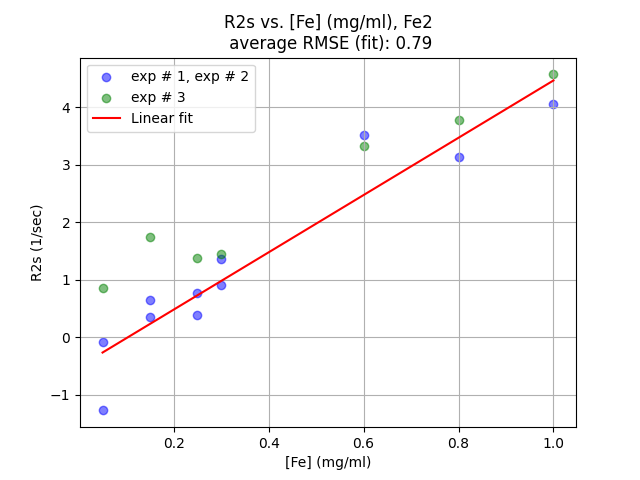 R2s vs. [Fe] (mg/ml), Fe2
average RMSE (fit): 0.79
exp # 1, exp # 2
exp # 3
Linear fit
R2s (1/sec)
4
3
2
1
0
−1
0.2 0.4 0.6 0.8 1.0
[Fe] (mg/ml)